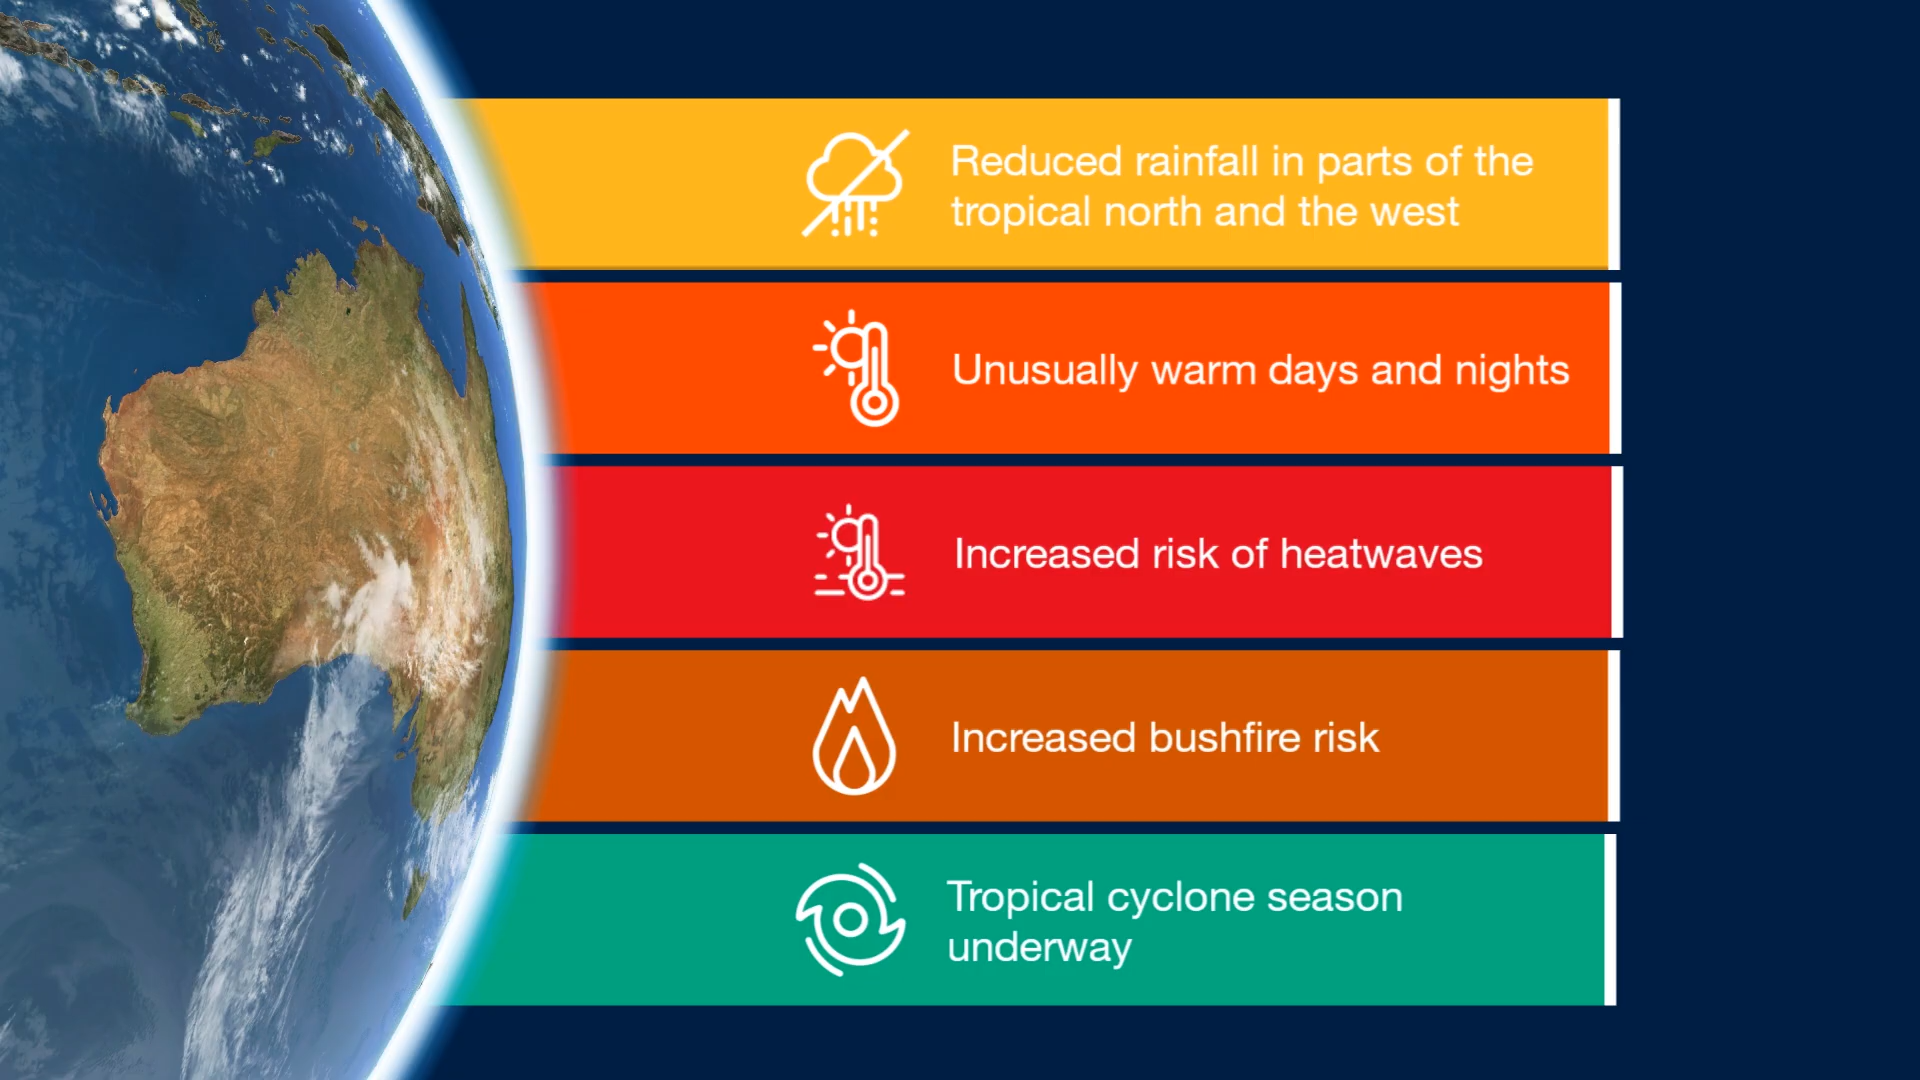 Reduced rainfall in parts of the
tropical north and the west
Unusually warm days and nights
Increased risk of heatwaves
Increased bushfire risk
Tropical cyclone season
underway